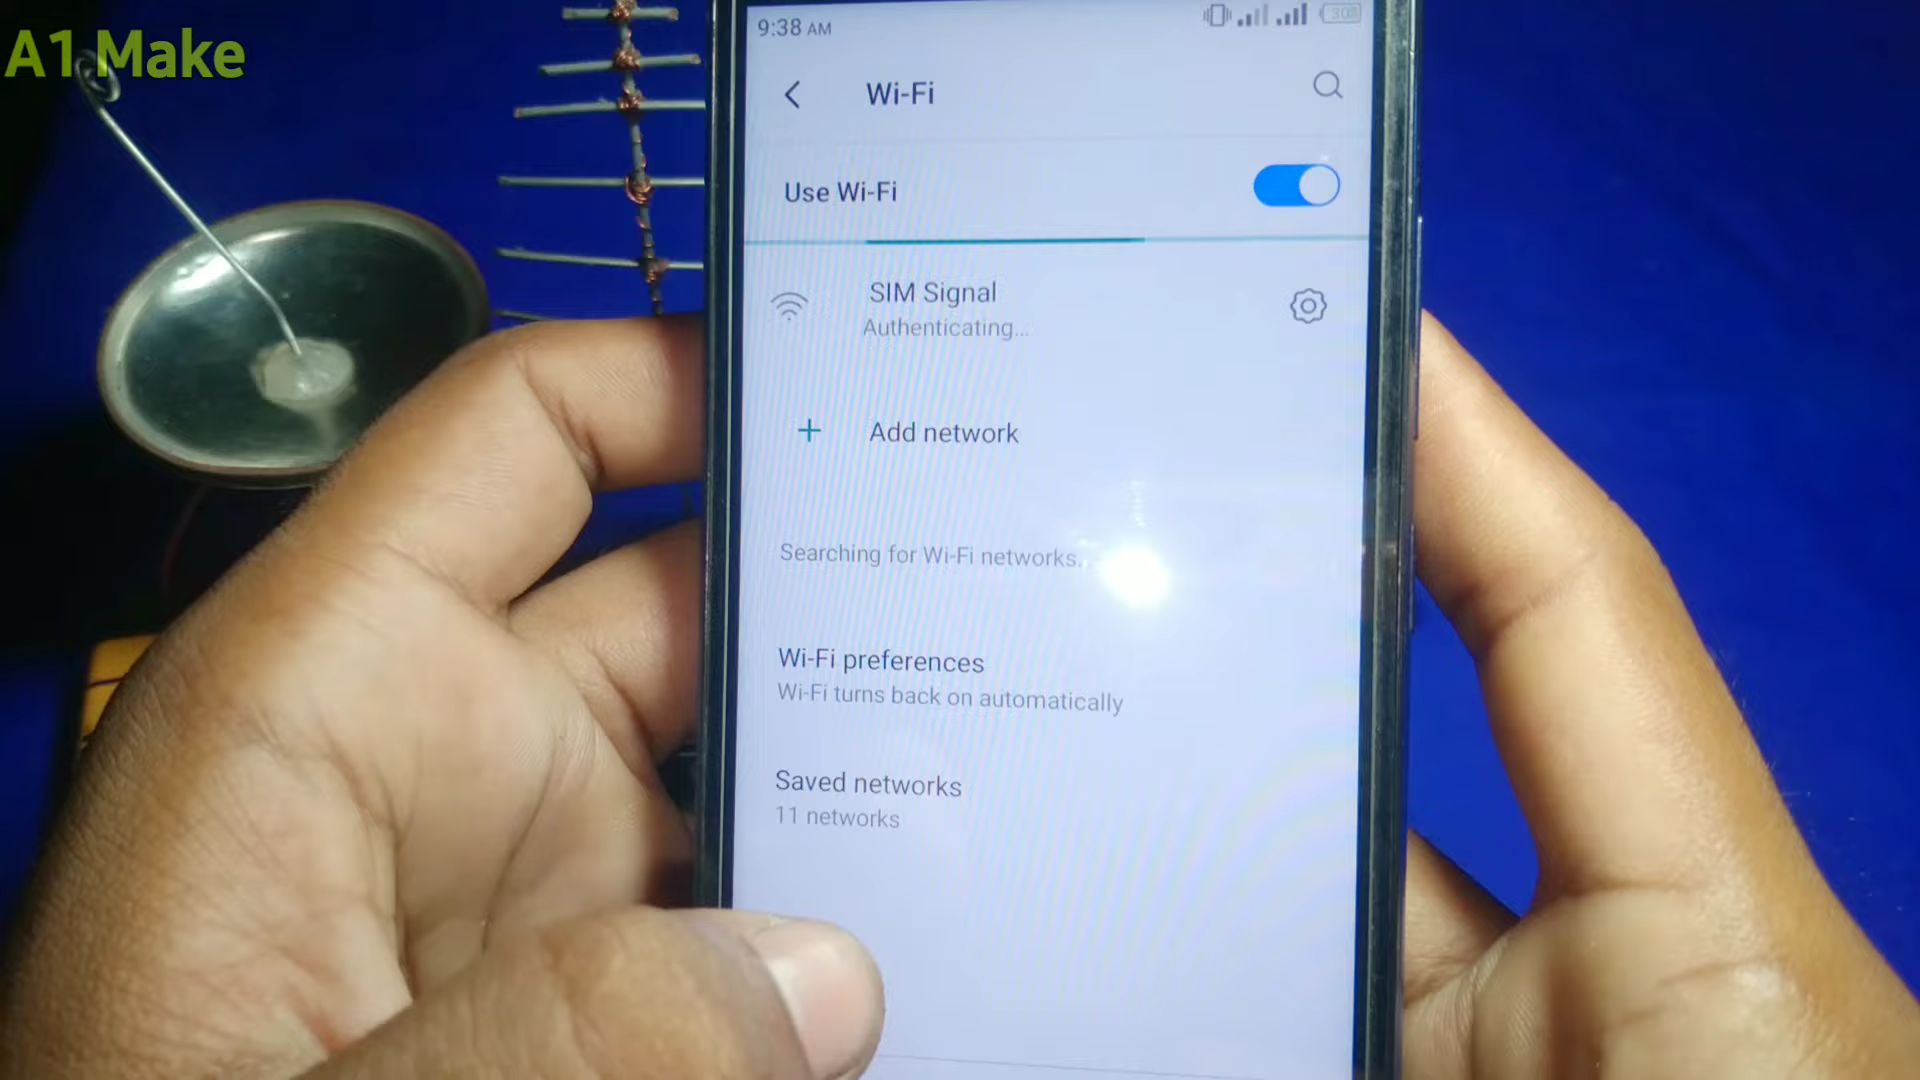 A1 Make
9:38 AM
Wi-Fi
Use Wi-Fi
SIM Signal
Authenticating...
Add network
Searching for Wi-Fi networks.
Wi-Fi preferences
Wi-Fi turns back on automatically
Saved networks
11 networks